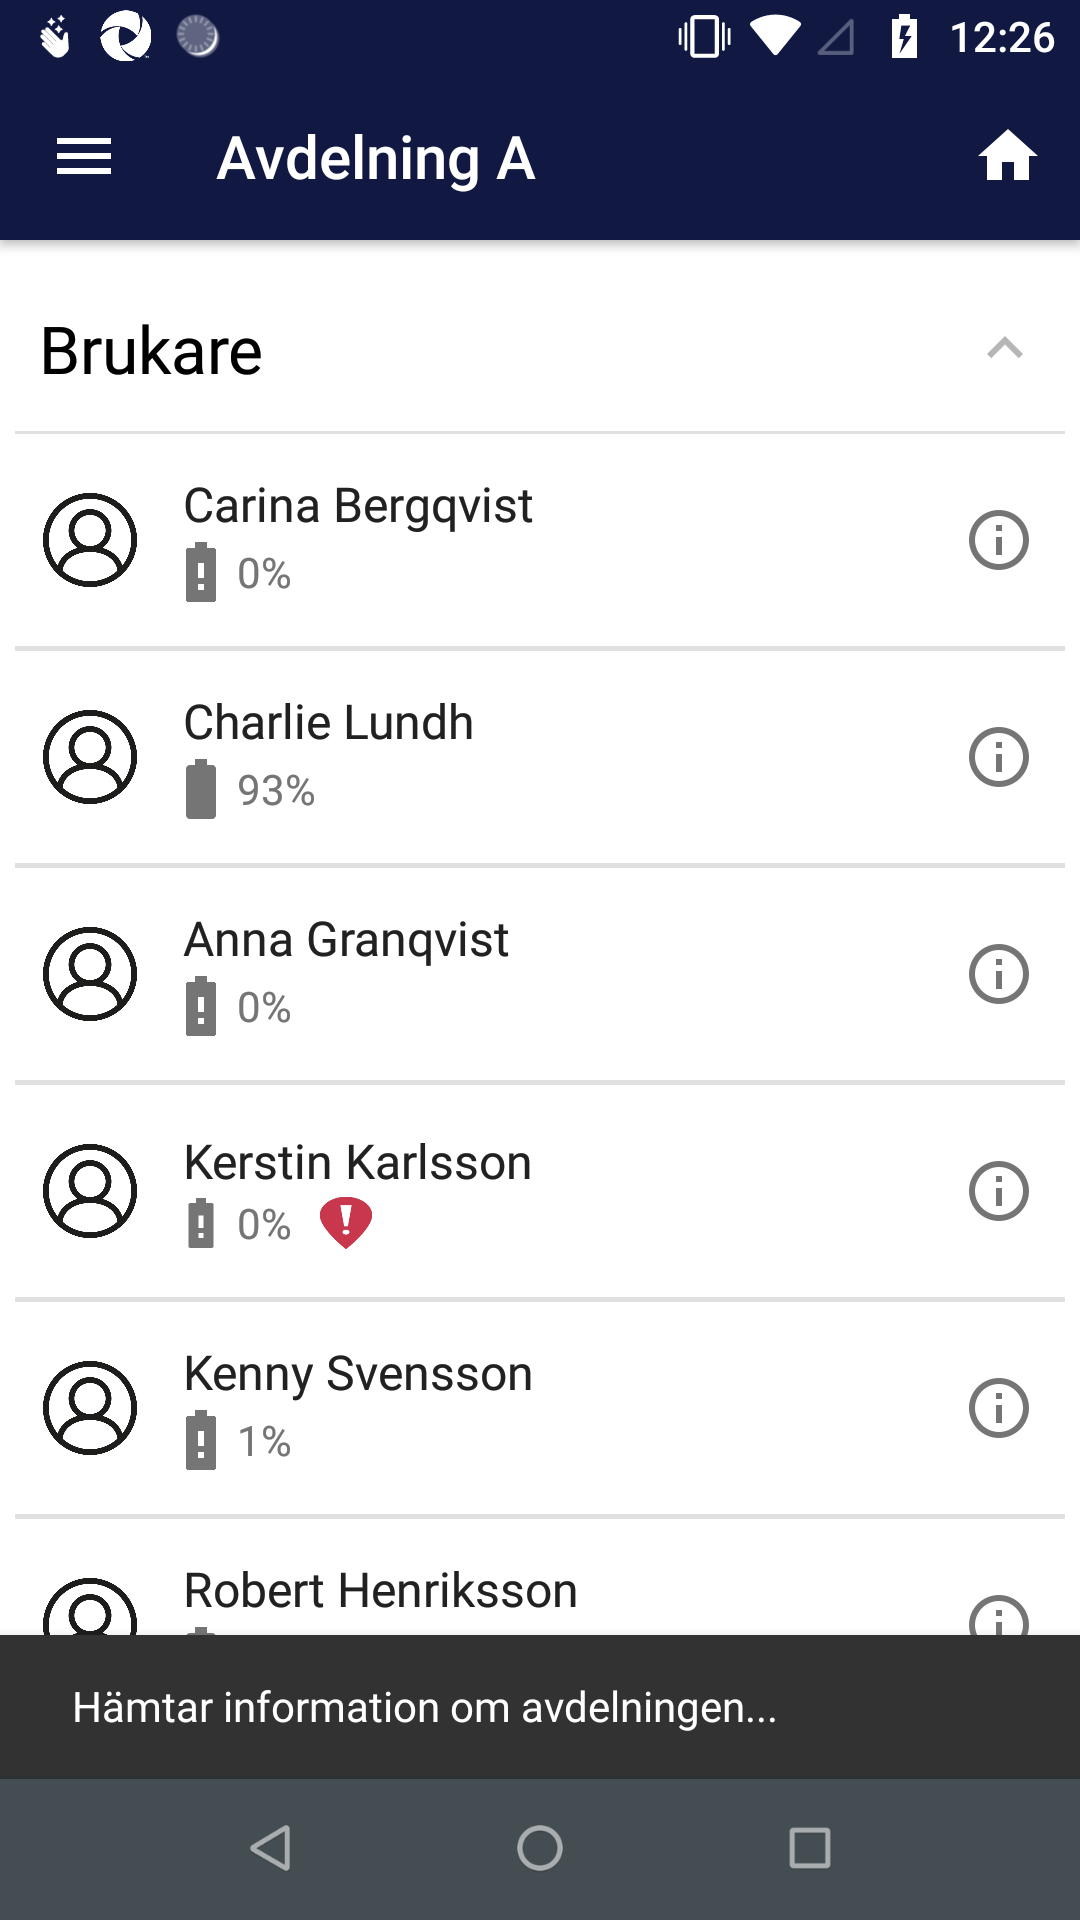 12:26
Avdelning A
Brukare
Carina Bergqvist
0%
Charlie Lundh
93%
Anna Granqvist
0%
Kerstin Karlsson
0%
Kenny Svensson
1%
Robert Henriksson
Hämtar information om avdelningen...